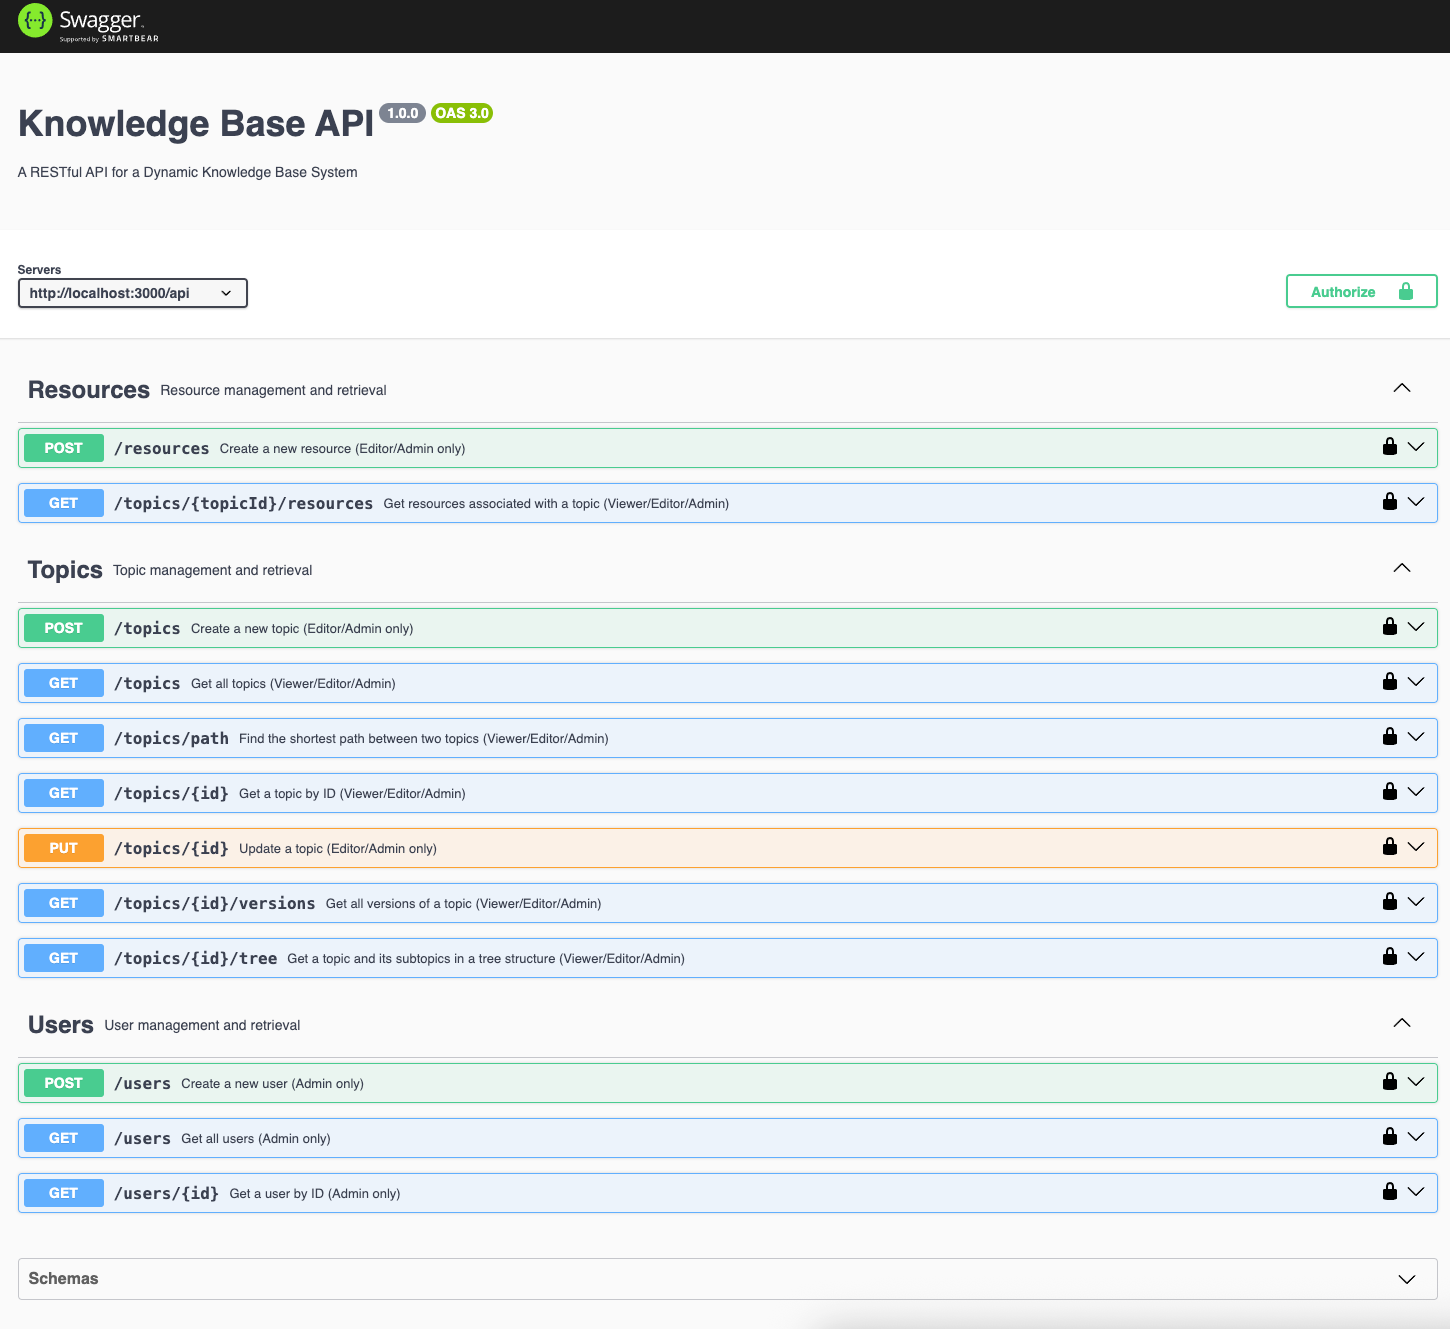 Swagger
Supported by SMARTBEAR
Knowledge Base API 1.0.0 OAS 3.0
A RESTful API for a Dynamic Knowledge Base System
Servers
http://localhost:3000/api
Authorize
Resources Resource management and retrieval
POST /resources Create a new resource (Editor/Admin only)
GET /topics/{topicId}/resources Get resources associated with a topic (Viewer/Editor/Admin)
Topics Topic management and retrieval
POST /topics Create a new topic (Editor/Admin only)
GET /topics Get all topics (Viewer/Editor/Admin)
GET /topics/path Find the shortest path between two topics (Viewer/Editor/Admin)
GET /topics/{id} Get a topic by ID (Viewer/Editor/Admin)
PUT /topics/{id} Update a topic (Editor/Admin only)
GET /topics/{id}/versions Get all versions of a topic (Viewer/Editor/Admin)
GET /topics/{id}/tree Get a topic and its subtopics in a tree structure (Viewer/Editor/Admin)
Users User management and retrieval
POST /users Create a new user (Admin only)
GET /users Get all users (Admin only)
GET /users/{id} Get a user by ID (Admin only)
Schemas